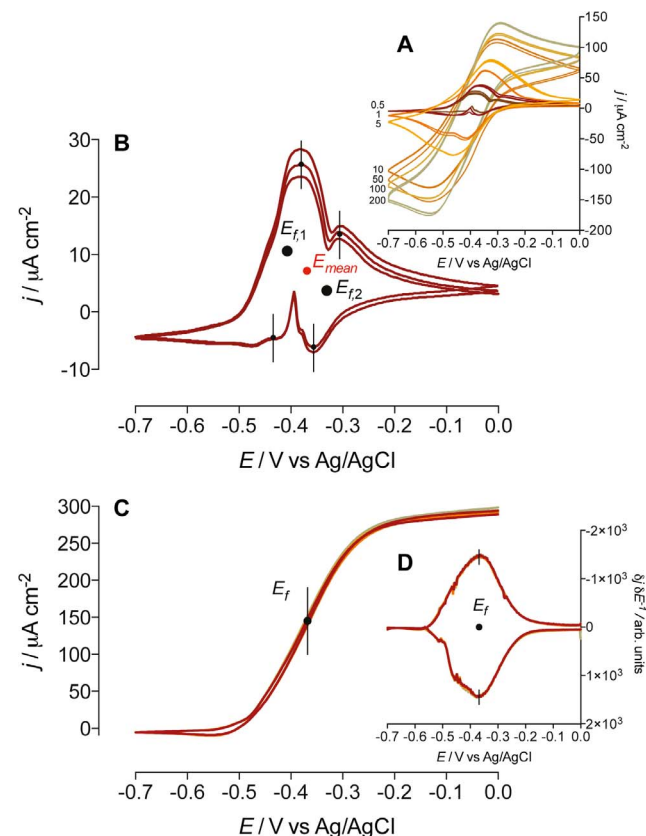 A
150
100
50
0
-50
-100
-150
-200
j / µA cm-2
0.5
1
5
10
50
100
200
-0.7 -0.6 -0.5 -0.4 -0.3 -0.2 -0.1 0.0
E / V vs Ag/AgCl
B
30
20
10
0
-10
j / µA cm-2
Ef,1
Emean
Ef,2
-0.7 -0.6 -0.5 -0.4 -0.3 -0.2 -0.1 0.0
E / V vs Ag/AgCl
C
300
250
200
150
100
50
0
j / µA cm-2
Ef
-0.7 -0.6 -0.5 -0.4 -0.3 -0.2 -0.1 0.0
E / V vs Ag/AgCl
D
-2×10³
-1×10³
0
1×10³
2×10³
δj δE-1 / arb. units
Ef
-0.7 -0.6 -0.5 -0.4 -0.3 -0.2 -0.1 0.0
E / V vs Ag/AgCl